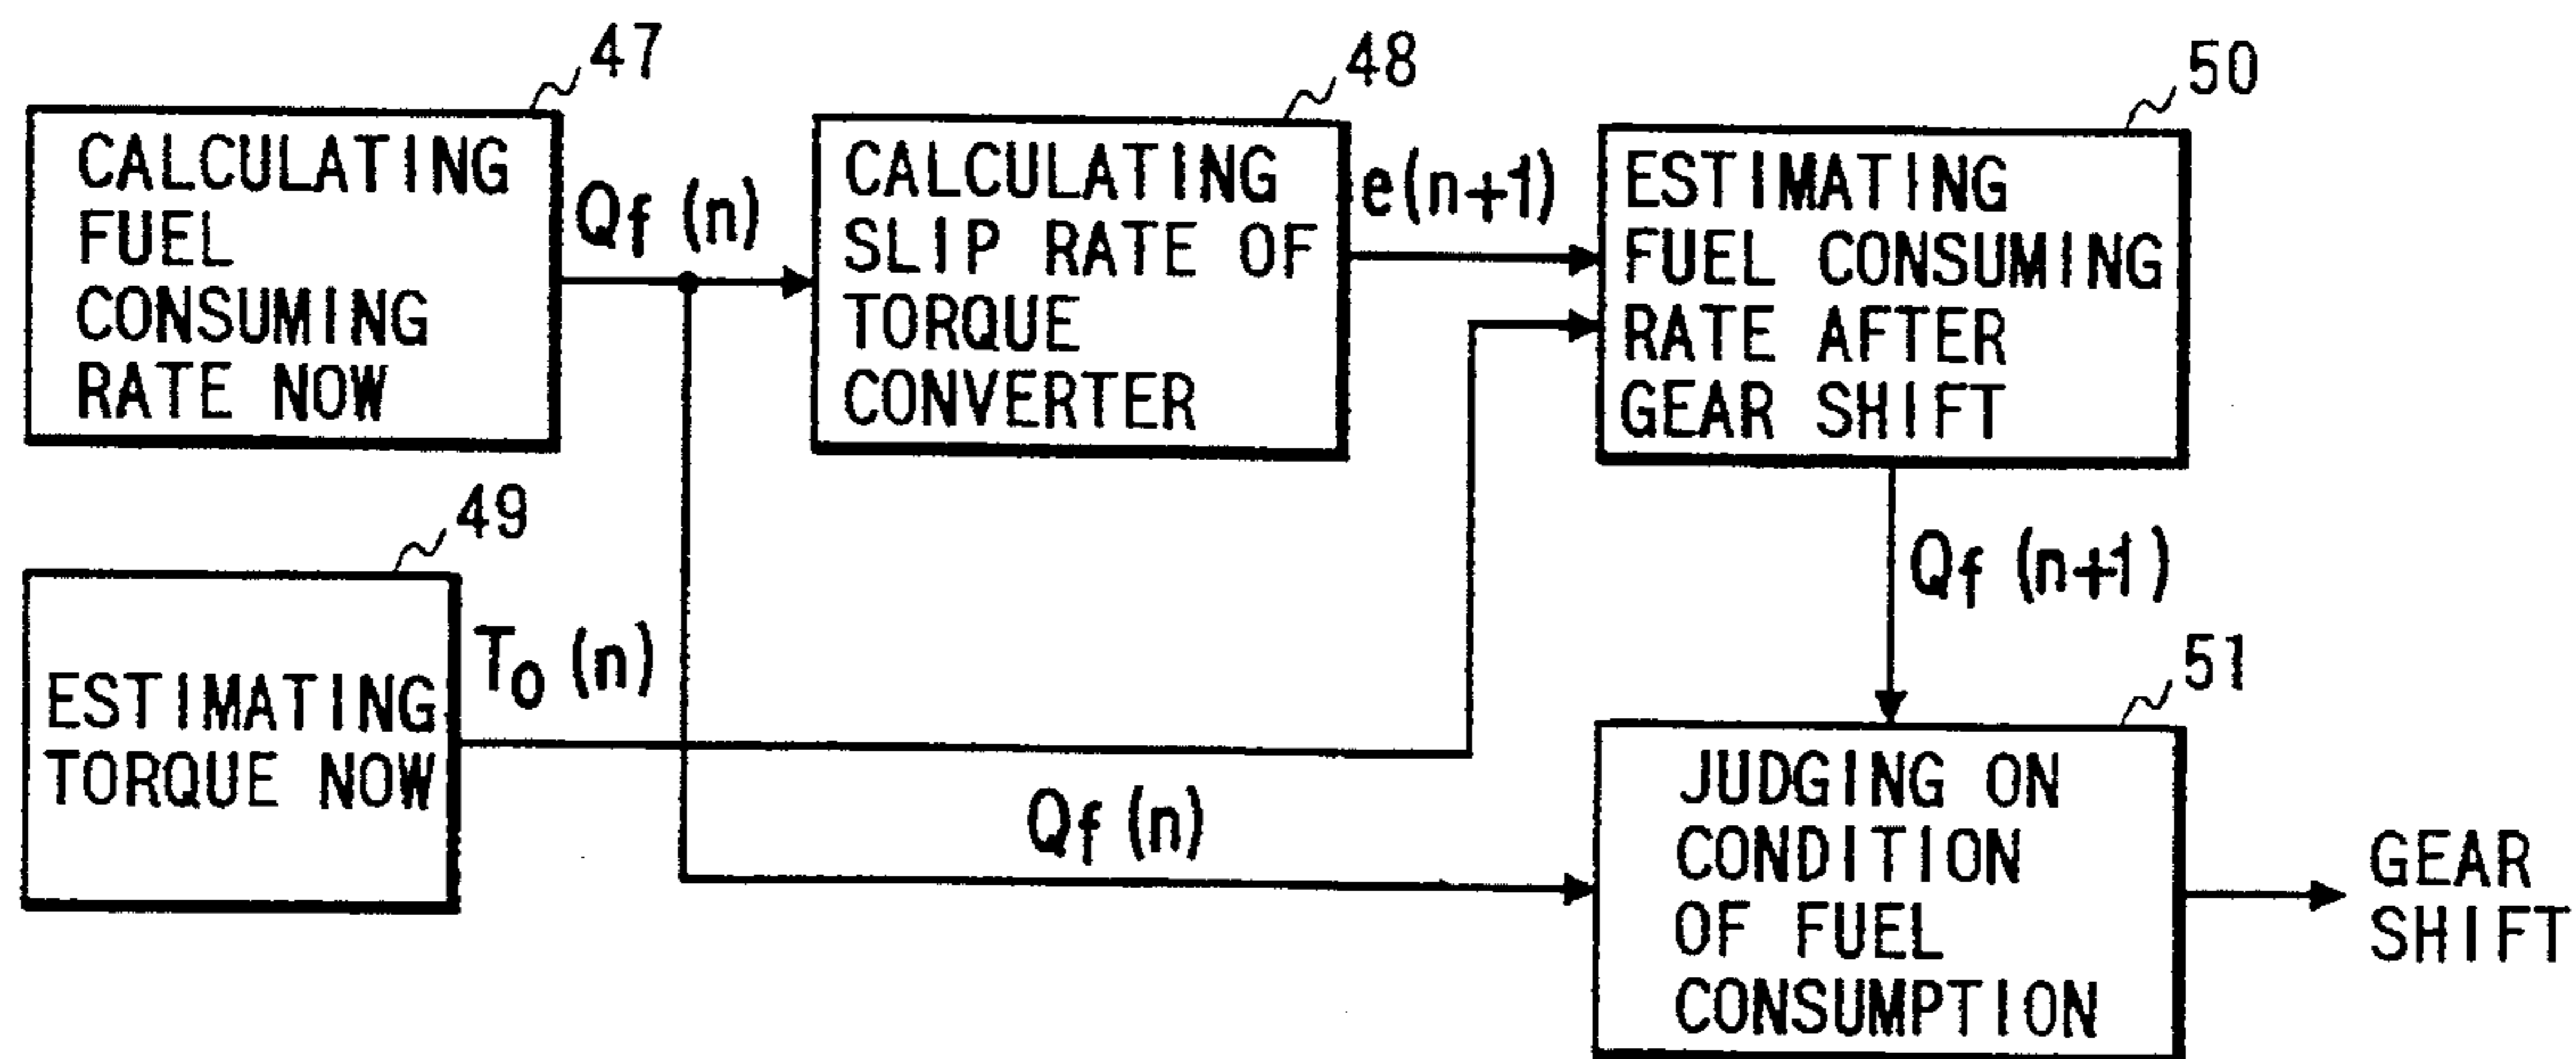 47
CALCULATING
FUEL
CONSUMING
RATE NOW
Qf (n)
48
CALCULATING
SLIP RATE OF
TORQUE
CONVERTER
e(n+1)
50
ESTIMATING
FUEL CONSUMING
RATE AFTER
GEAR SHIFT
49
ESTIMATING
TORQUE NOW
To (n)
Qf (n)
Qf (n+1)
51
JUDGING ON
CONDITION
OF FUEL
CONSUMPTION
GEAR
SHIFT